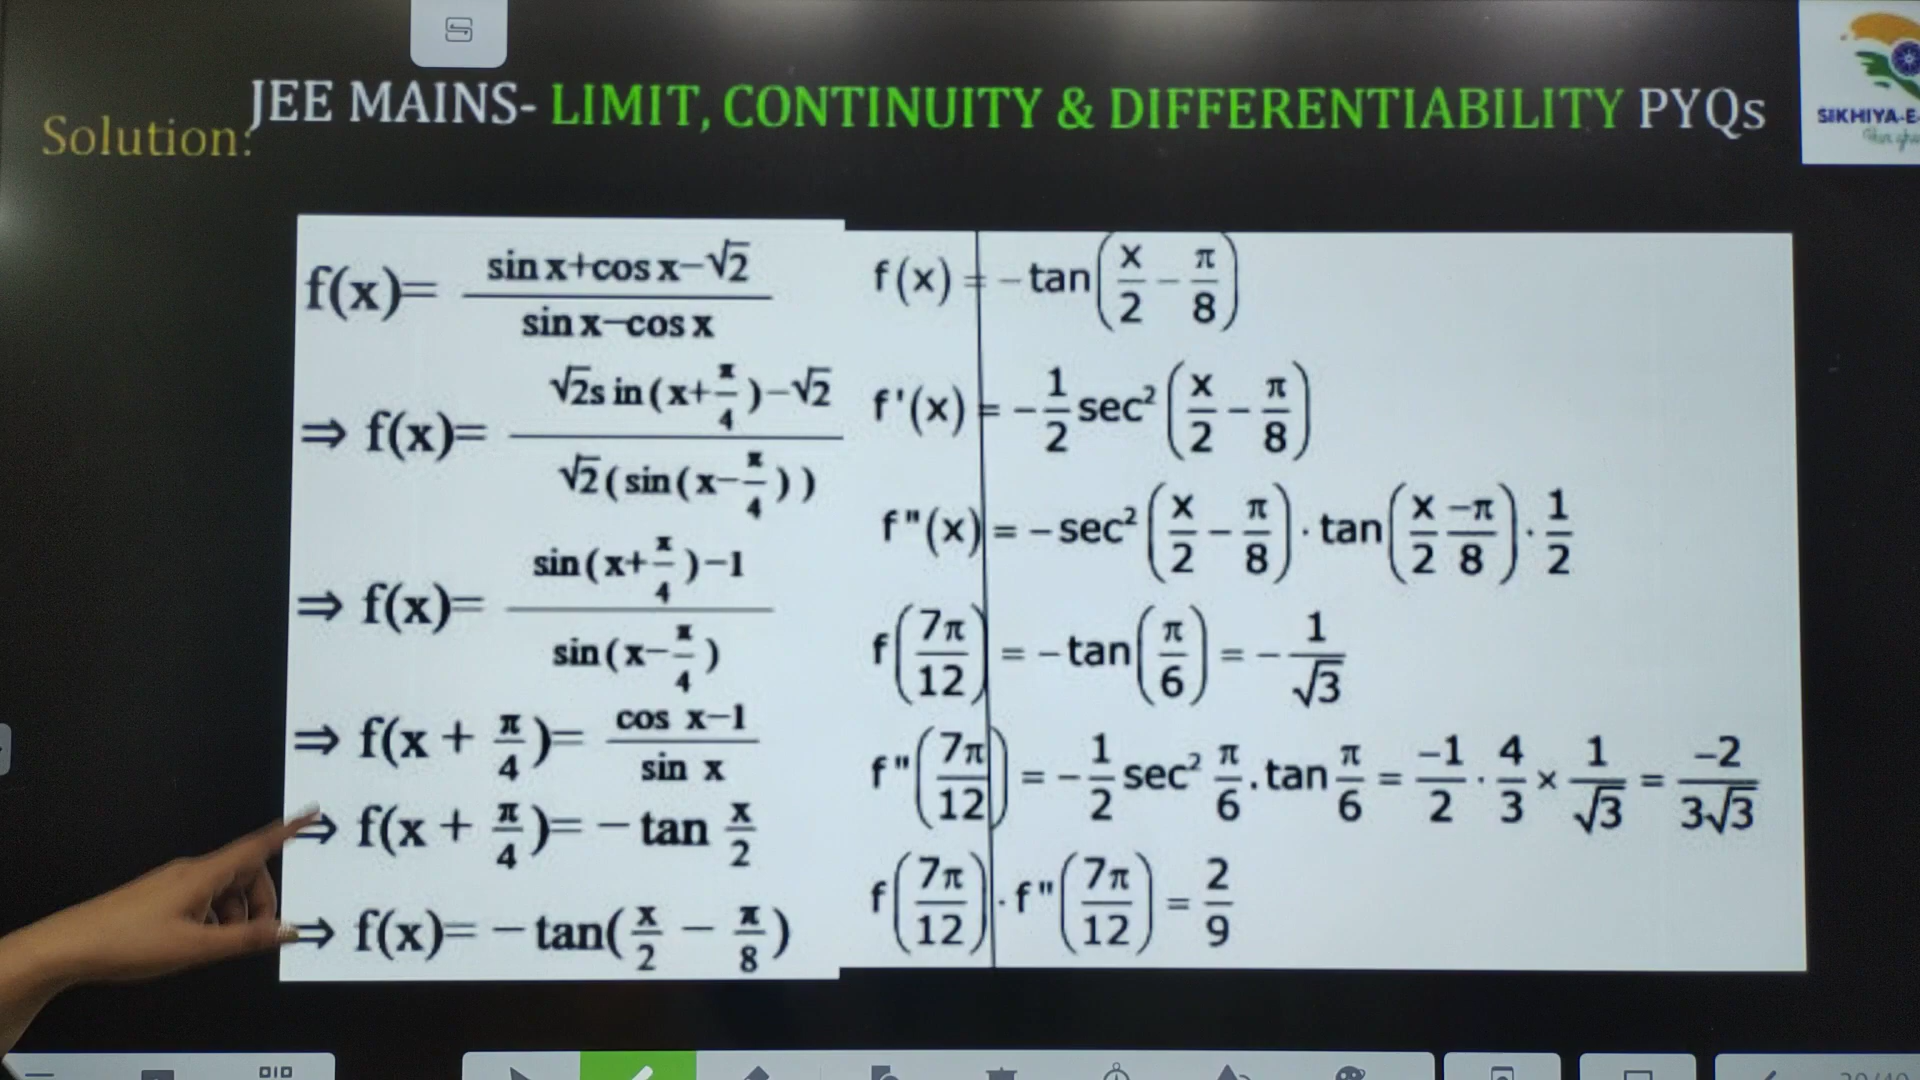 JEE MAINS- LIMIT, CONTINUITY & DIFFERENTIABILITY PYQs
Solution:
SIKHIYA-E-
f(x)= (sin x+cos x−√2)/(sin x−cos x)
⇒ f(x)= (√2sin(x+π/4)−√2)/(√2(sin(x−π/4)))
⇒ f(x)= (sin(x+π/4)−1)/(sin(x−π/4))
⇒ f(x + π/4)= (cos x−1)/(sin x)
⇒ f(x + π/4)= − tan x/2
⇒ f(x)= − tan(x/2 − π/8)
f(x) = −tan(x/2 − π/8)
f'(x) = −1/2 sec²(x/2 − π/8)
f"(x) = −sec²(x/2 − π/8) · tan(x/2 −π/8) · 1/2
f(7π/12) = −tan(π/6) = −1/√3
f"(7π/12) = −1/2 sec² π/6 . tan π/6 = −1/2 · 4/3 × 1/√3 = −2/3√3
f(7π/12) · f"(7π/12) = 2/9